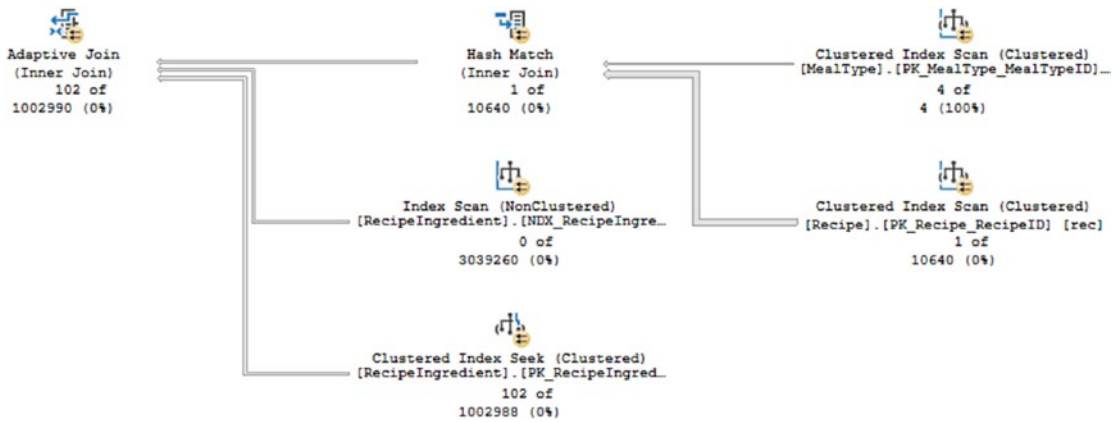 Adaptive Join
(Inner Join)
102 of
1002990 (0%)
Hash Match
(Inner Join)
1 of
10640 (0%)
Clustered Index Scan (Clustered)
[MealType].[PK_MealType_MealTypeID]…
4 of
4 (100%)
Index Scan (NonClustered)
[RecipeIngredient].[NDX_RecipeIngre…
0 of
3039260 (0%)
Clustered Index Scan (Clustered)
[Recipe].[PK_Recipe_RecipeID] [rec]
1 of
10640 (0%)
Clustered Index Seek (Clustered)
[RecipeIngredient].[PK_RecipeIngred…
102 of
1002988 (0%)